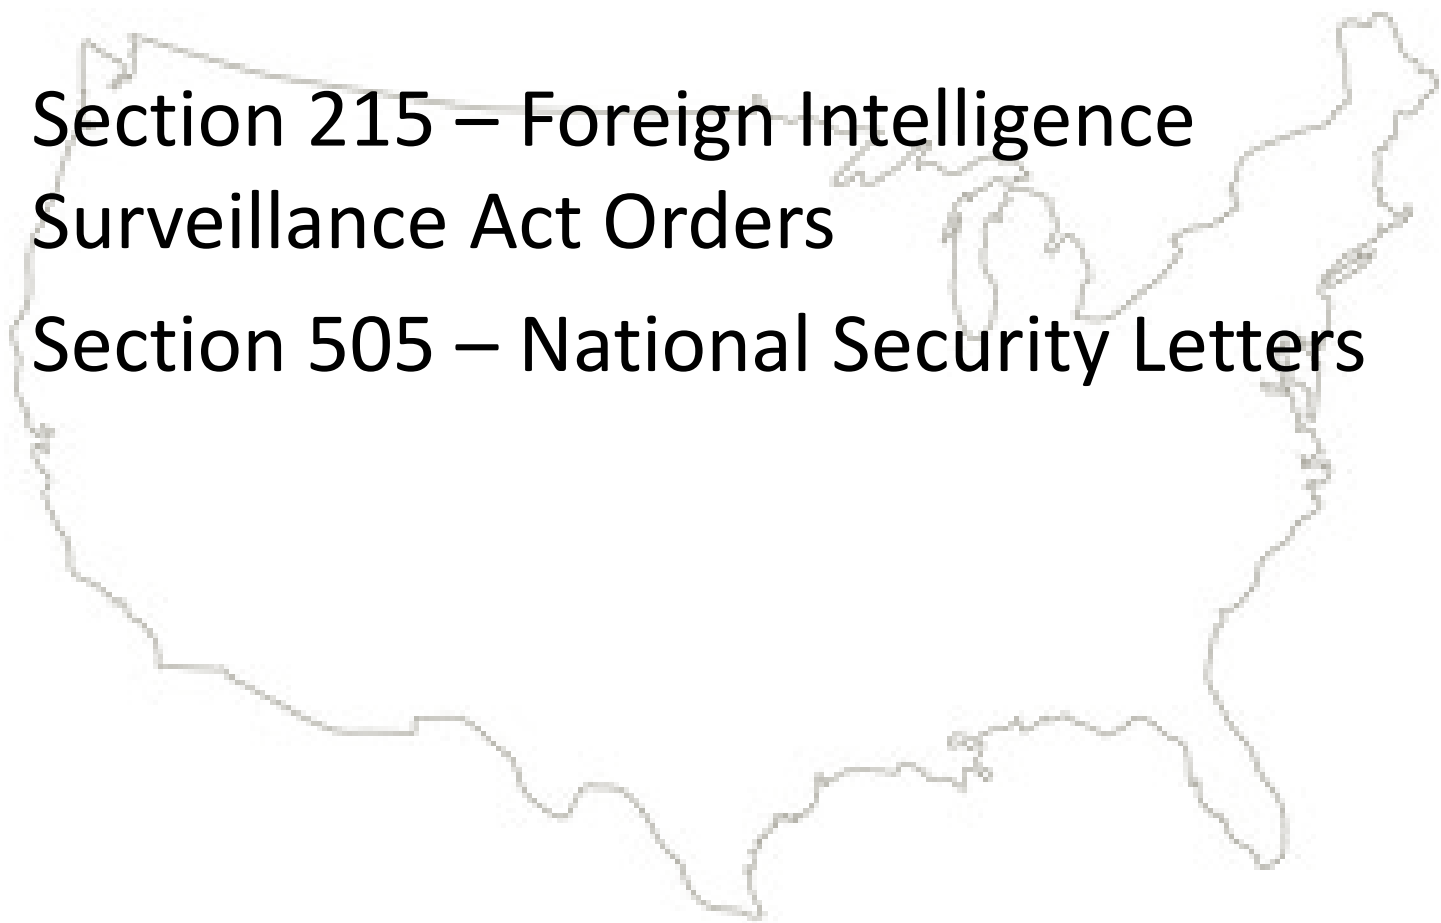 Section 215 – Foreign Intelligence
Surveillance Act Orders
Section 505 – National Security Letters